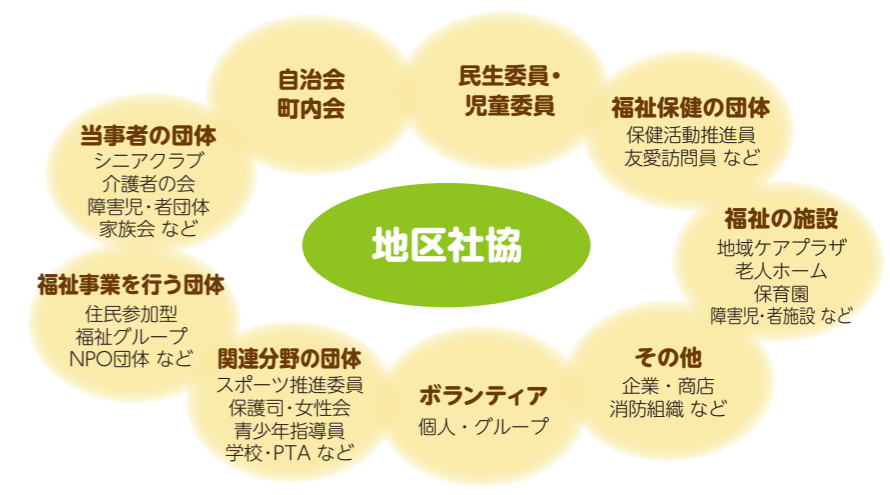 自治会
町内会
民生委員・
児童委員
福祉保健の団体
保健活動推進員
友愛訪問員 など
福祉の施設
地域ケアプラザ
老人ホーム
保育園
障害児・者施設 など
その他
企業・商店
消防組織 など
ボランティア
個人・グループ
関連分野の団体
スポーツ推進委員
保護司・女性会
青少年指導員
学校・PTA など
福祉事業を行う団体
住民参加型
福祉グループ
NPO団体 など
当事者の団体
シニアクラブ
介護者の会
障害児・者団体
家族会 など
地区社協